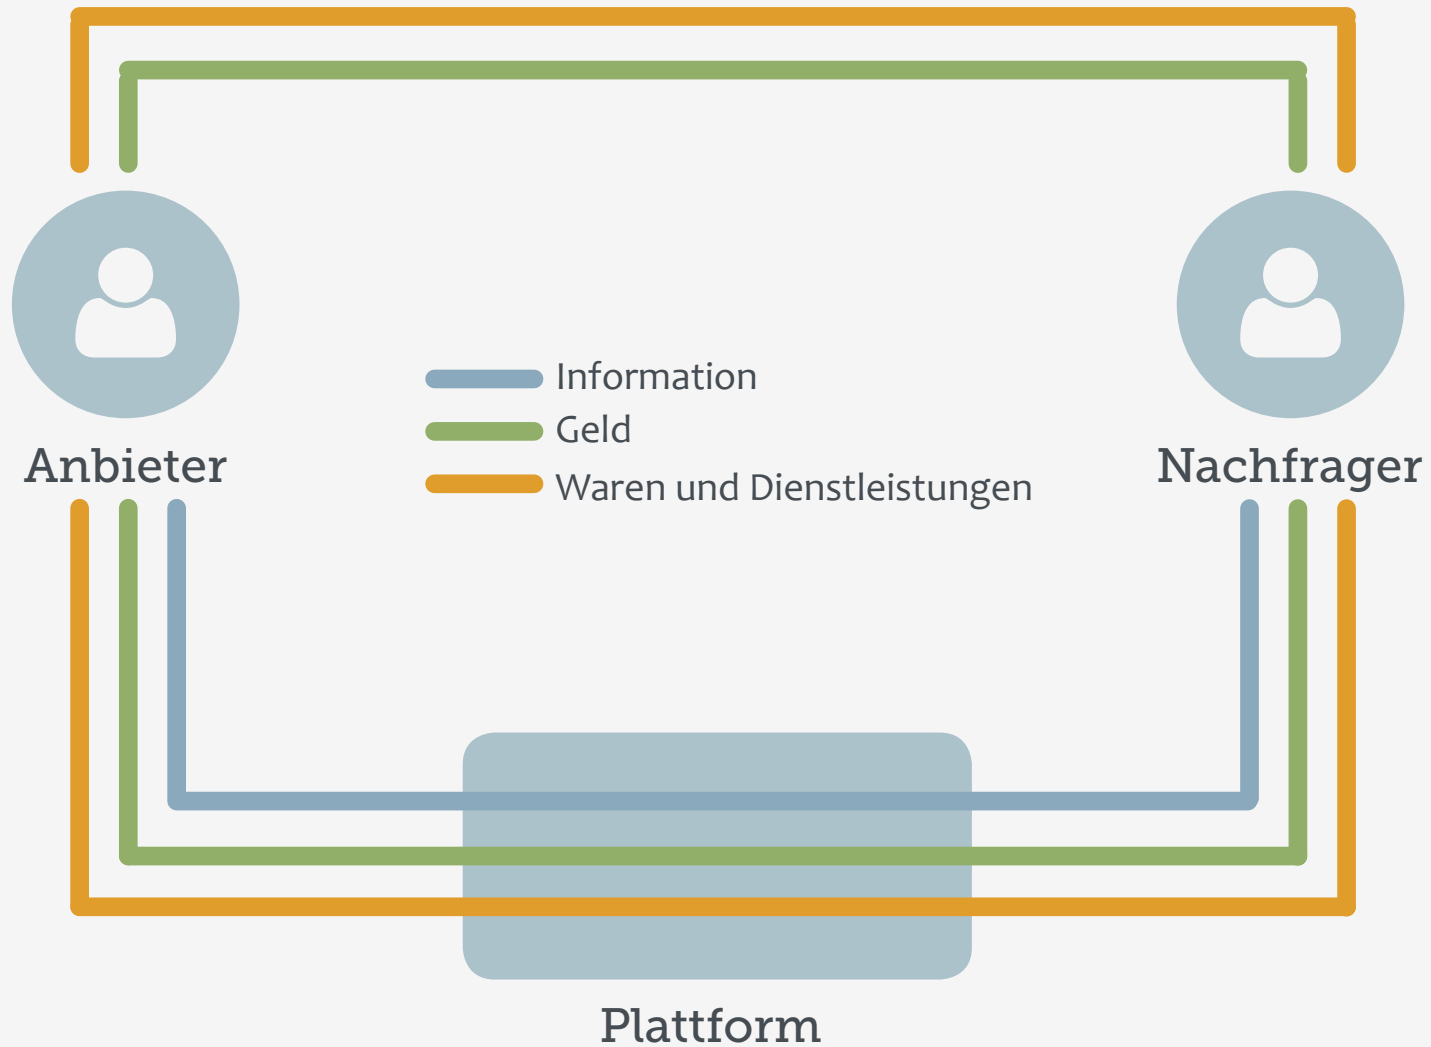 Information
Geld
Anbieter
Nachfrager
Waren und Dienstleistungen
Plattform